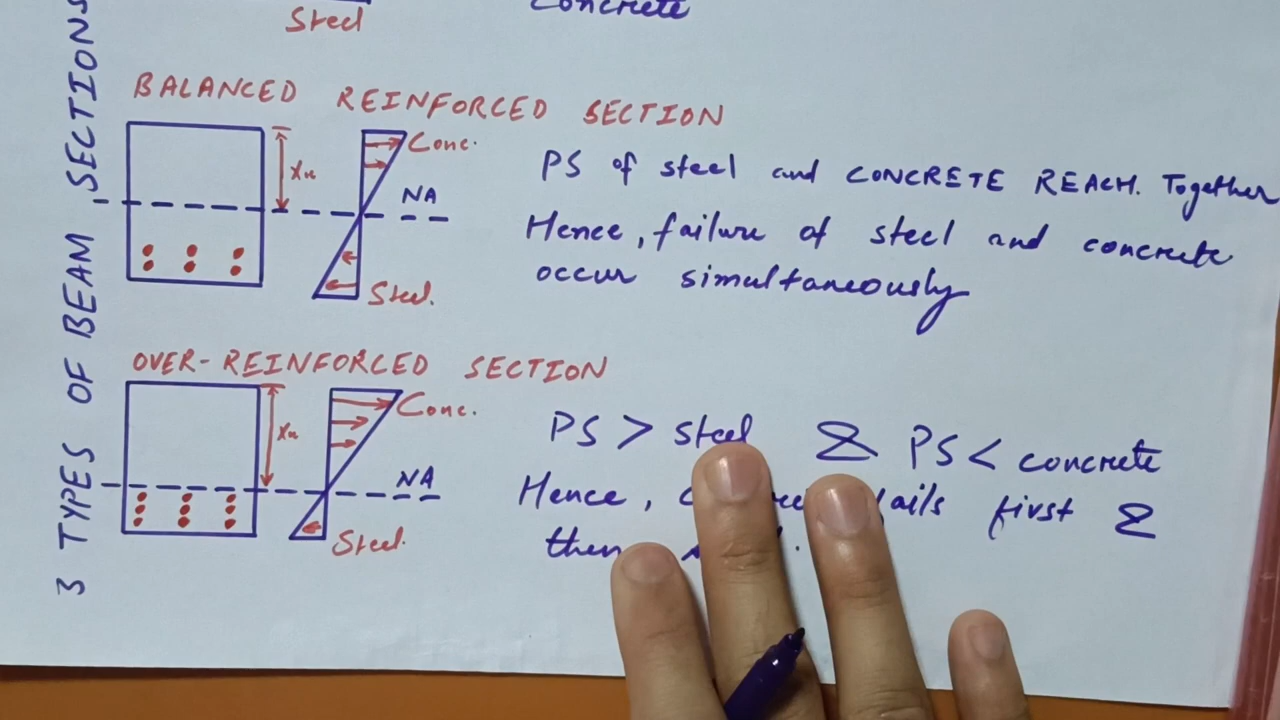 Steel
Concrete
3 TYPES OF BEAM SECTIONS
BALANCED REINFORCED SECTION
Xu
Conc.
NA
Steel.
PS of steel and CONCRETE REACH. Together
Hence, failure of steel and concrete
occur simultaneously
OVER-REINFORCED SECTION
Xu
Conc.
NA
Steel.
PS > steel & PS < concrete
Hence, fails first &
then